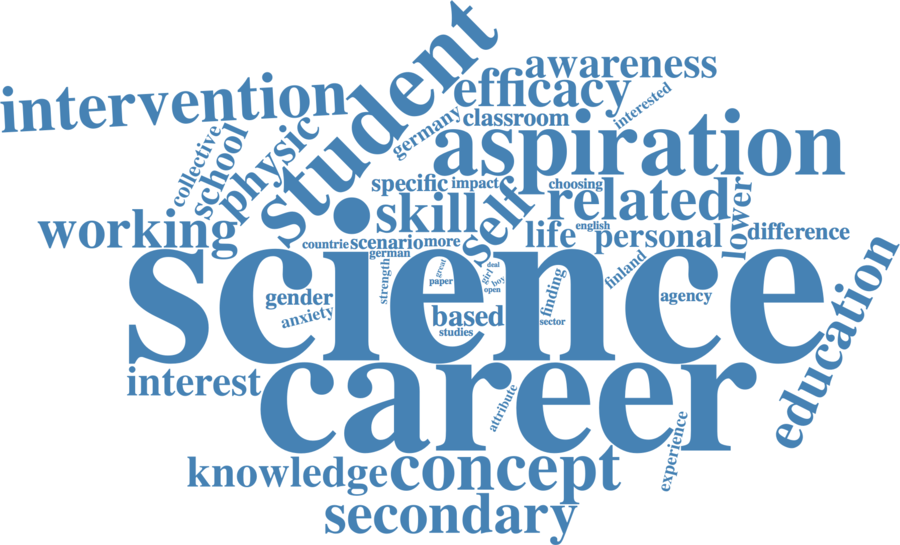 student
awareness
efficacy
intervention
interested
germany
classroom
collective
school
physic
aspiration
specific
impact
choosing
skill
self
related
lower
working
countrie
scenario
more
life
english
personal
difference
german
science
strength
great
paper
girl
deal
boy
open
finding
finland
agency
gender
anxiety
based
studies
sector
education
interest
career
attribute
experience
knowledge
concept
secondary